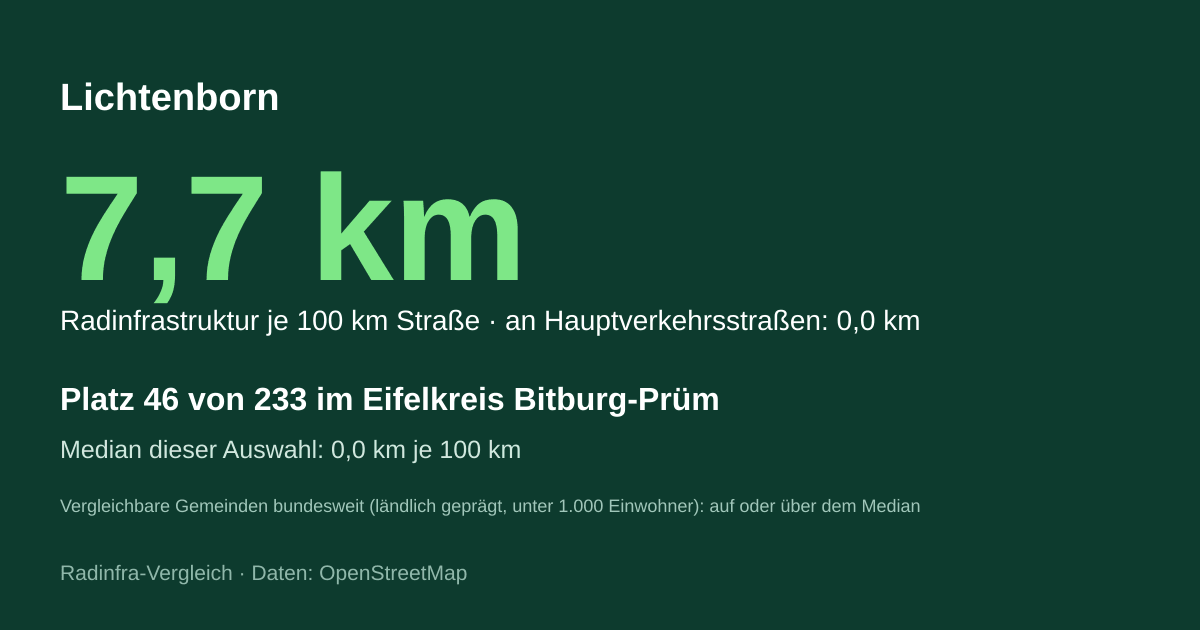 Lichtenborn
7,7 km
Radinfrastruktur je 100 km Straße · an Hauptverkehrsstraßen: 0,0 km
Platz 46 von 233 im Eifelkreis Bitburg-Prüm
Median dieser Auswahl: 0,0 km je 100 km
Vergleichbare Gemeinden bundesweit (ländlich geprägt, unter 1.000 Einwohner): auf oder über dem Median
Radinfra-Vergleich · Daten: OpenStreetMap